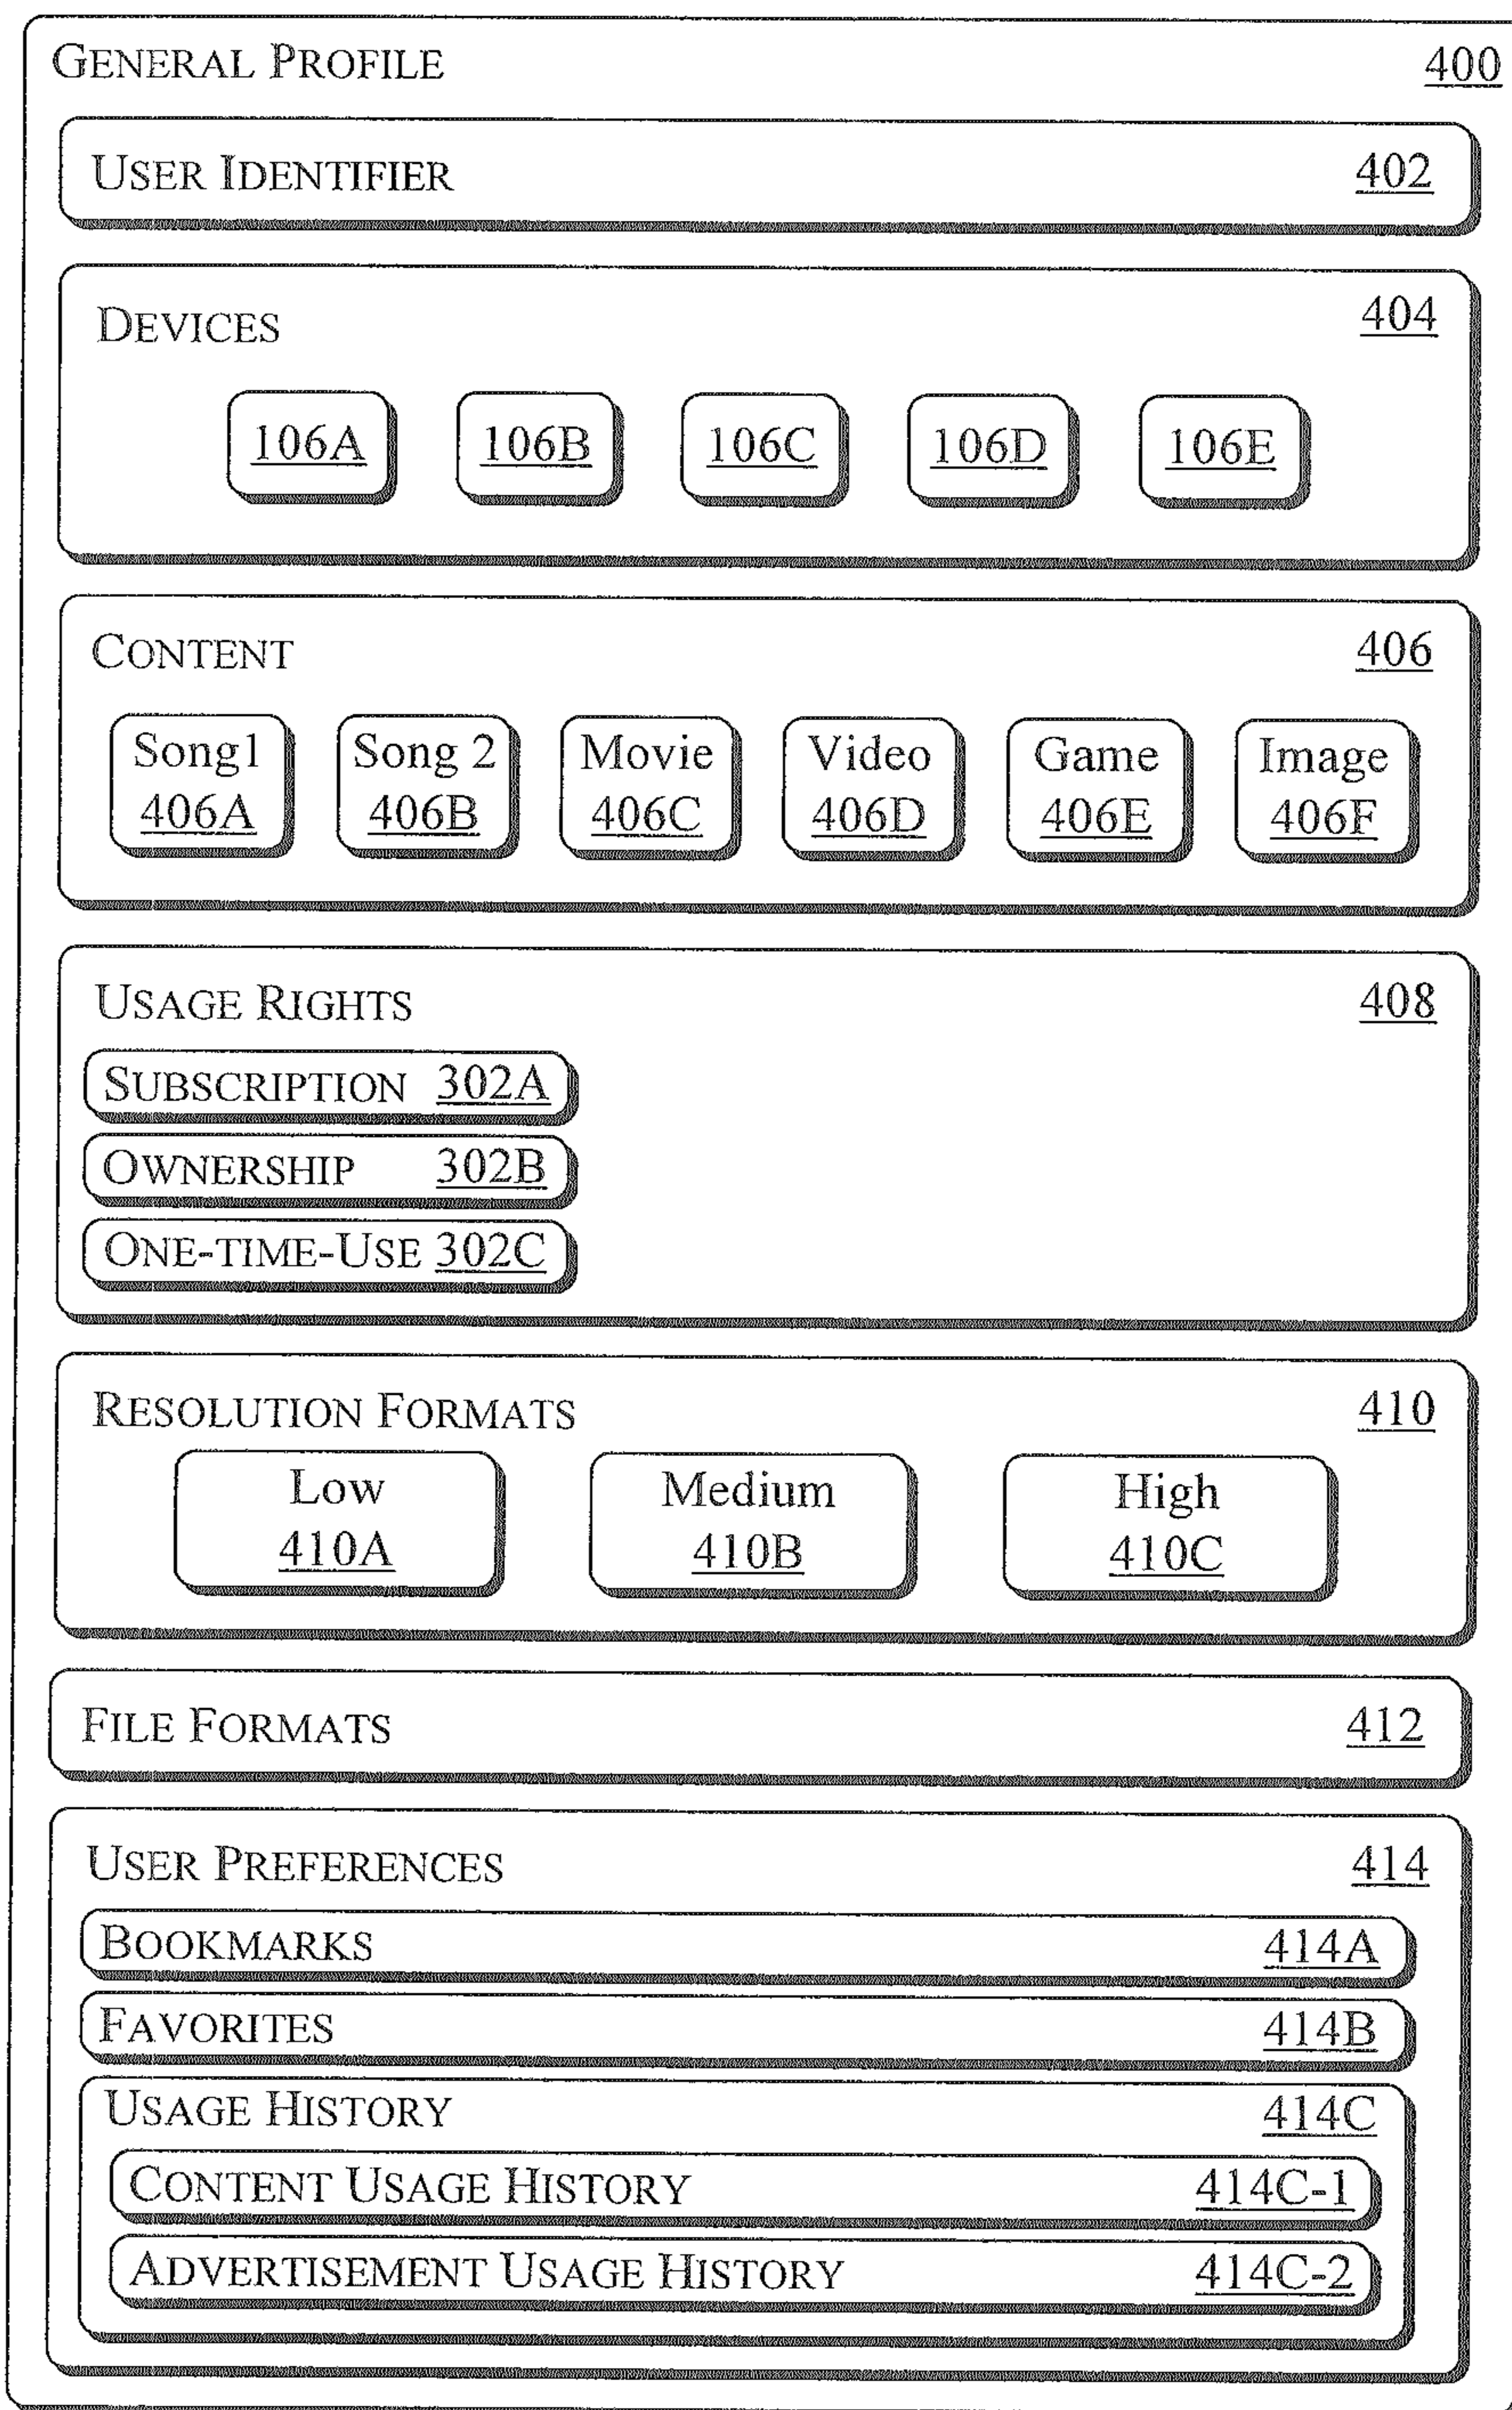 GENERAL PROFILE 400
USER IDENTIFIER 402
DEVICES 404
106A 106B 106C 106D 106E
CONTENT 406
Song1 Song 2 Movie Video Game Image
406A 406B 406C 406D 406E 406F
USAGE RIGHTS 408
SUBSCRIPTION 302A
OWNERSHIP 302B
ONE-TIME-USE 302C
RESOLUTION FORMATS 410
Low Medium High
410A 410B 410C
FILE FORMATS 412
USER PREFERENCES 414
BOOKMARKS 414A
FAVORITES 414B
USAGE HISTORY 414C
CONTENT USAGE HISTORY 414C-1
ADVERTISEMENT USAGE HISTORY 414C-2